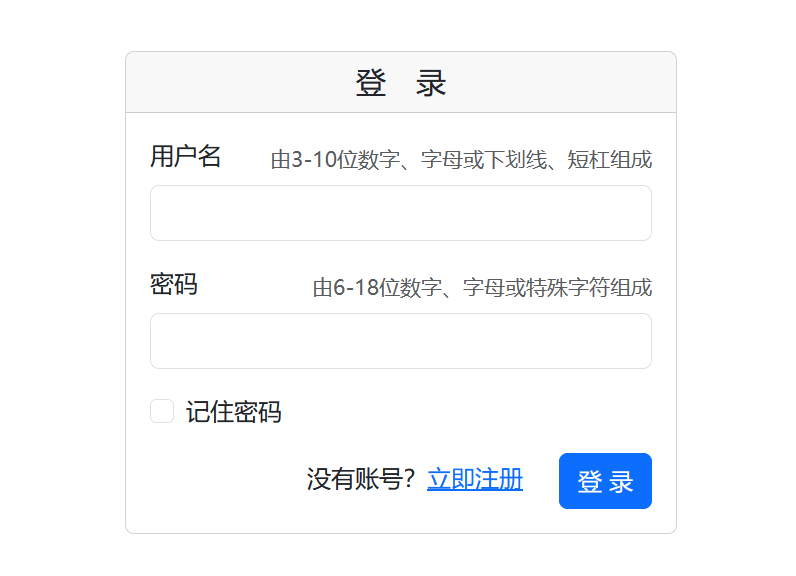 登 录
用户名 由3-10位数字、字母或下划线、短杠组成
密码 由6-18位数字、字母或特殊字符组成
记住密码
没有账号？立即注册 登 录